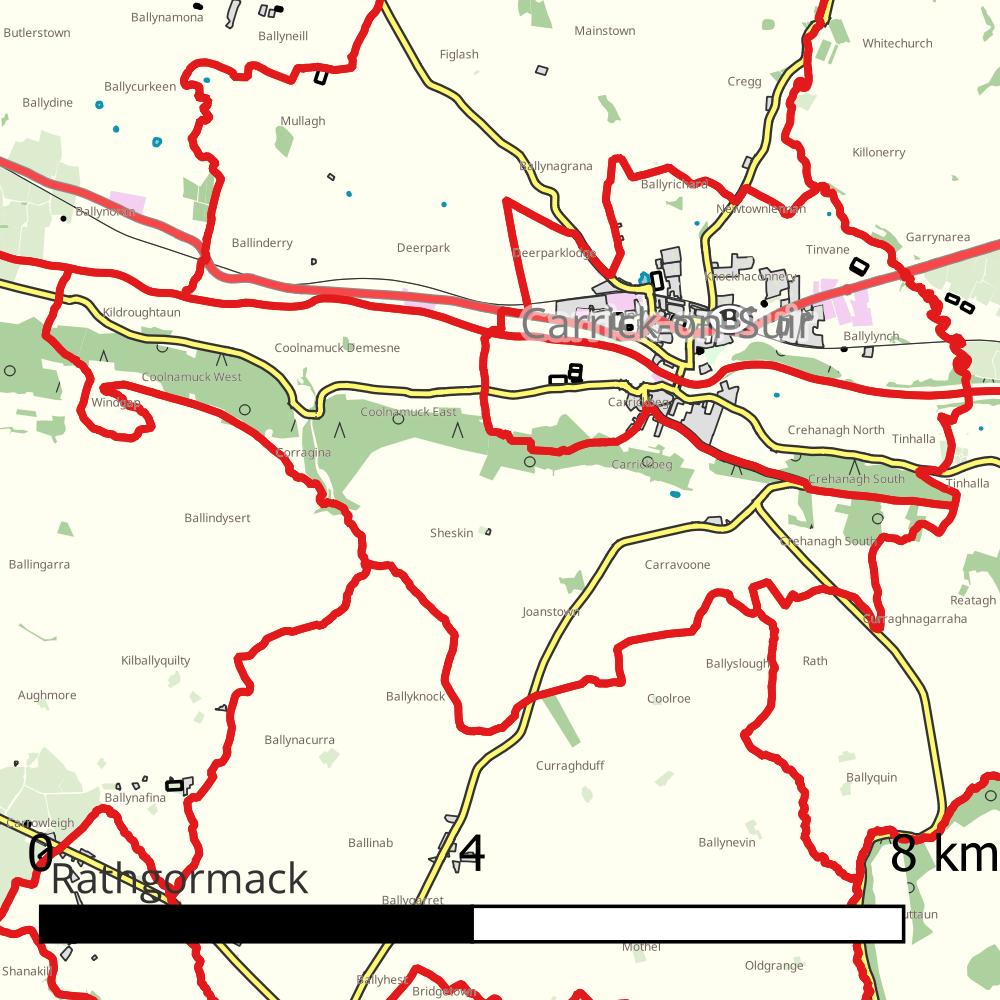 Ballynamona
Butlerstown
Ballyneill
Mainstown
Whitechurch
Figlash
Cregg
Ballycurkeen
Ballydine
Mullagh
Killonerry
Ballynagrana
Ballyrichard
Newtownlennan
Ballynoran
Garrynarea
Ballinderry
Deerpark
Deerparklodge
Tinvane
Knockhaconnery
Kildroughtaun
Carrick-on-Suir
Ballylynch
Coolnamuck Demesne
Coolnamuck West
Windgap
Coolnamuck East
Carrickbeg
Crehanagh North
Tinhalla
Corragina
Carrickbeg
Crehanagh South
Tinhalla
Ballindysert
Sheskin
Crehanagh South
Ballingarra
Carravoone
Reatagh
Joanstown
Curraghnagarraha
Kilballyquilty
Ballyslough
Rath
Aughmore
Ballyknock
Coolroe
Ballynacurra
Curraghduff
Ballyquin
Ballynafina
Carrowleigh
Ballinab
Ballynevin
0
4
8 km
Rathgormack
Ballygarret
Mothel
Shanakill
Oldgrange
Ballyhest
Bridgetown